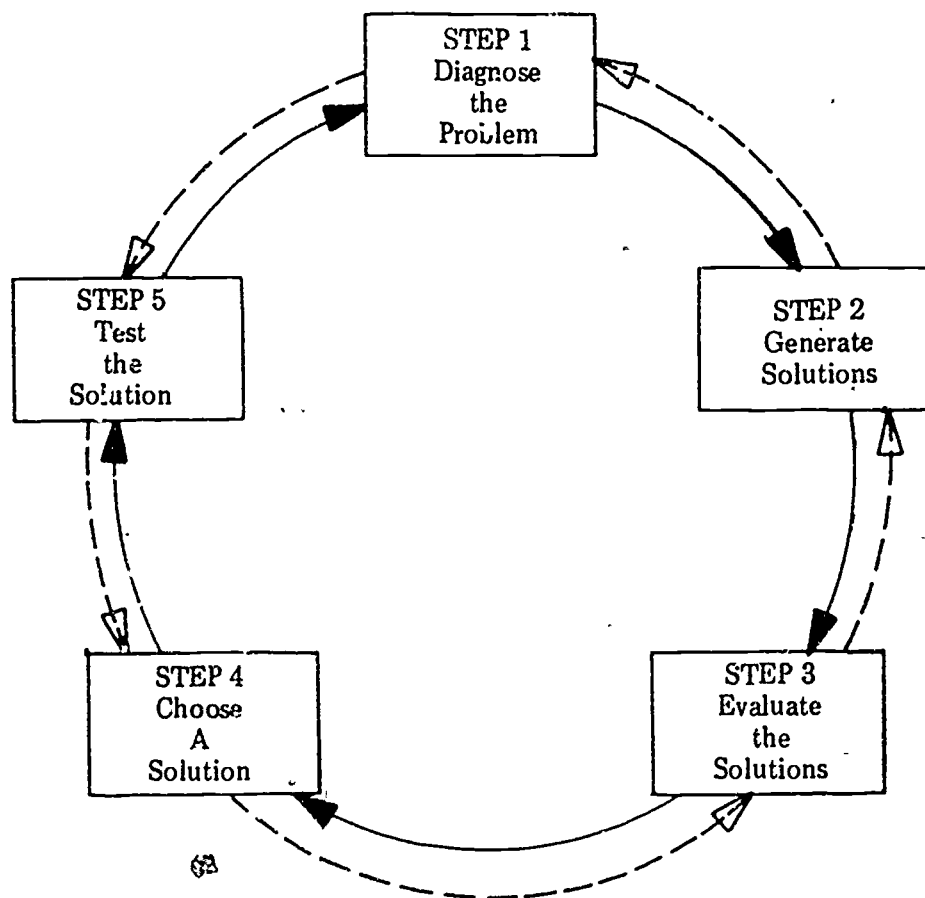 STEP 1
Diagnose
the
Problem
STEP 2
Generate
Solutions
STEP 3
Evaluate
the
Solutions
STEP 4
Choose
A
Solution
STEP 5
Test
the
Solution